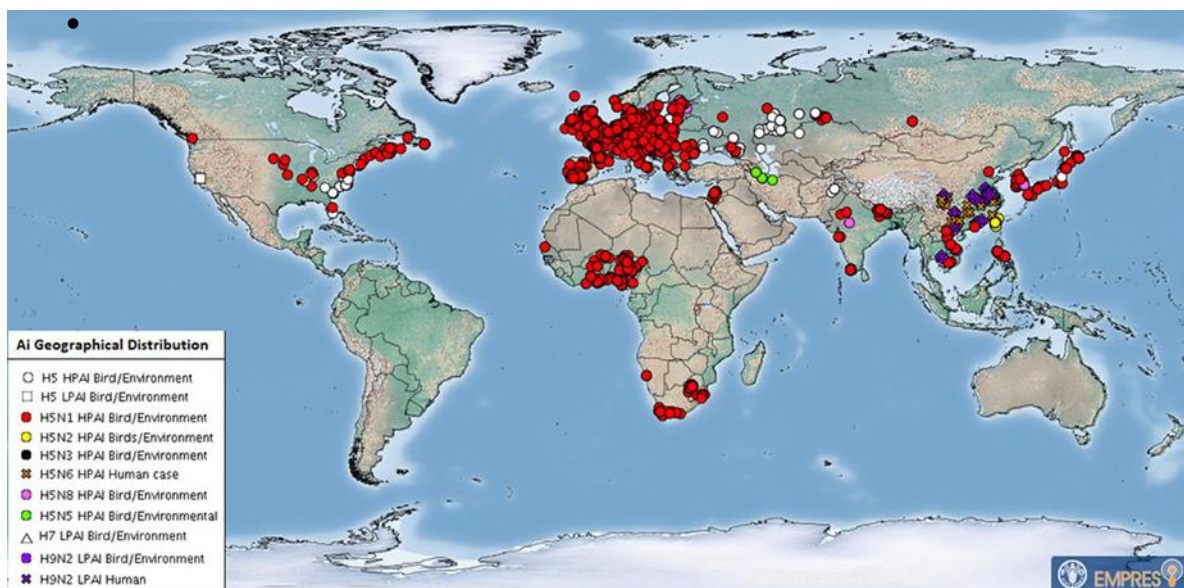 Ai Geographical Distribution
H5 HPAI Bird/Environment
H5 LPAI Bird/Environment
H5N1 HPAI Bird/Environment
H5N2 HPAI Birds/Environment
H5N3 HPAI Bird/Environment
H5N6 HPAI Human case
H5N8 HPAI Bird/Environment
H5N5 HPAI Bird/Environmental
H7 LPAI Bird/Environment
H9N2 LPAI Bird/Environment
H9N2 LPAI Human
EMPRES